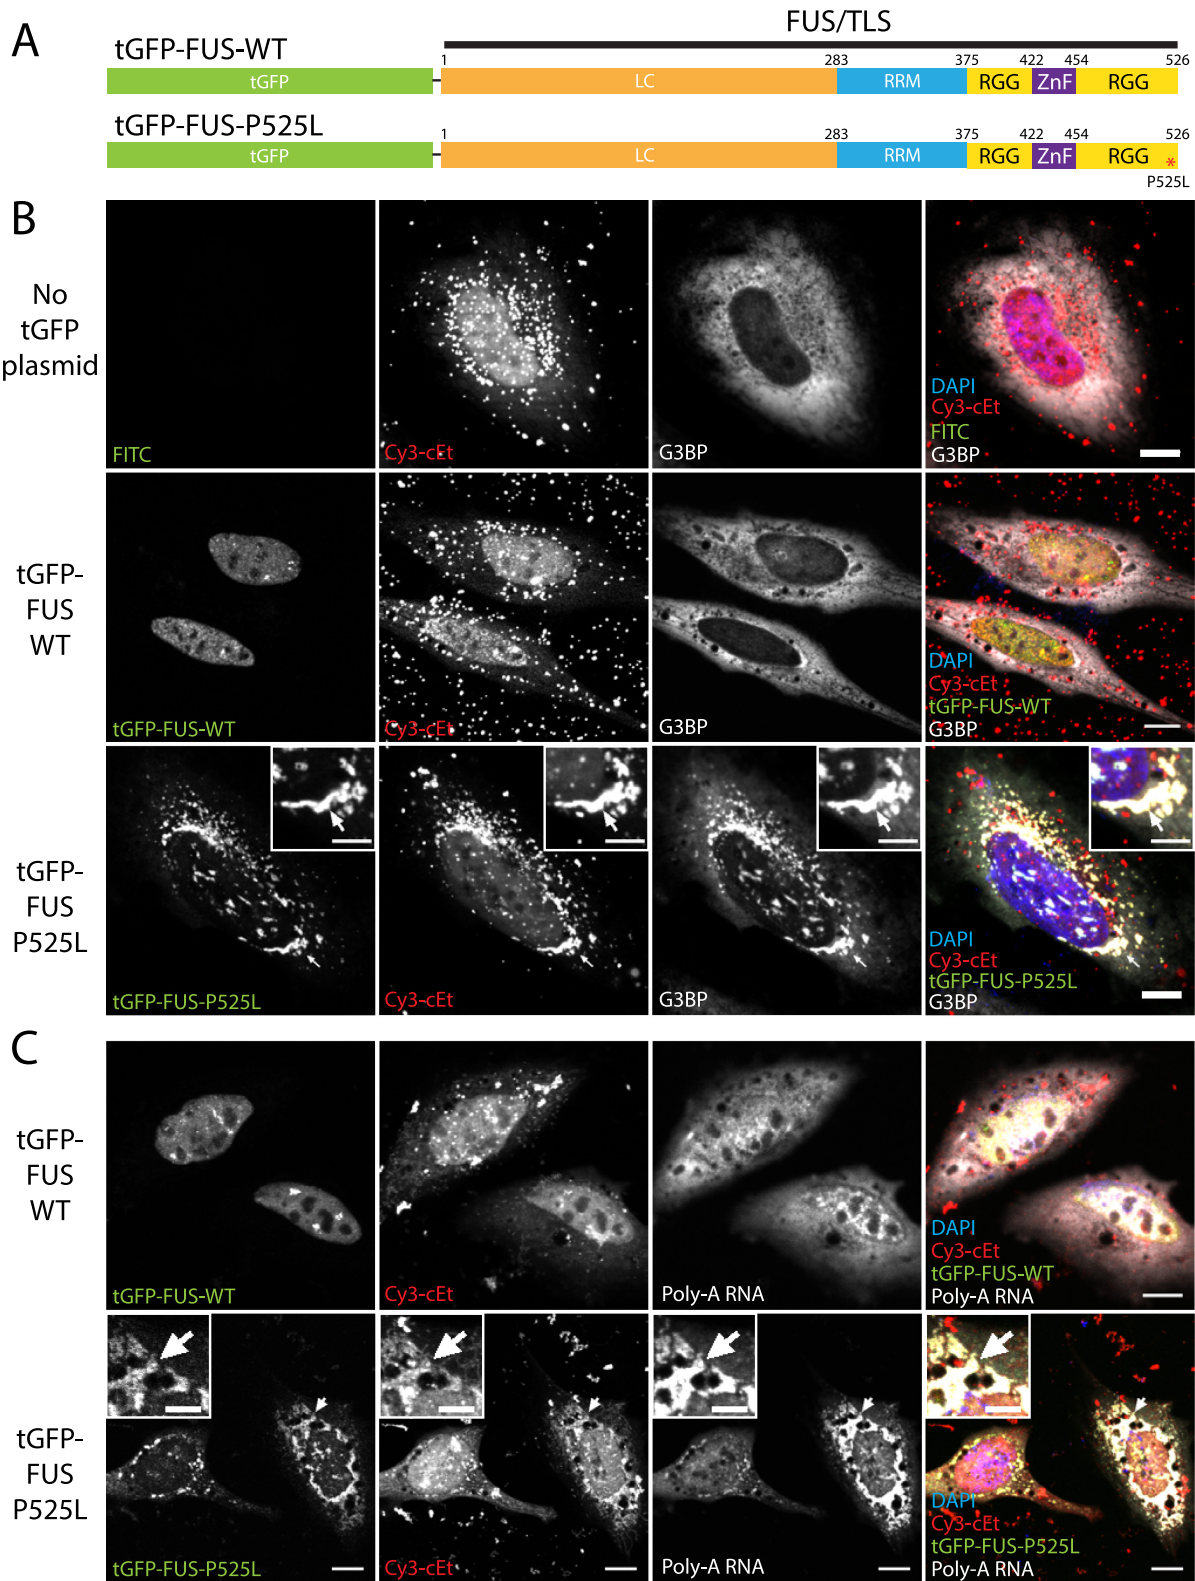 A
FUS/TLS
tGFP-FUS-WT
1 283 375 422 454 526
tGFP LC RRM RGG ZnF RGG
tGFP-FUS-P525L
1 283 375 422 454 526
tGFP LC RRM RGG ZnF RGG *
P525L
B
No
tGFP
plasmid
FITC
Cy3-cEt
G3BP
DAPI
Cy3-cEt
FITC
G3BP
tGFP-
FUS
WT
tGFP-FUS-WT
Cy3-cEt
G3BP
DAPI
Cy3-cEt
tGFP-FUS-WT
G3BP
tGFP-
FUS
P525L
tGFP-FUS-P525L
Cy3-cEt
G3BP
DAPI
Cy3-cEt
tGFP-FUS-P525L
G3BP
C
tGFP-
FUS
WT
tGFP-FUS-WT
Cy3-cEt
Poly-A RNA
DAPI
Cy3-cEt
tGFP-FUS-WT
Poly-A RNA
tGFP-
FUS
P525L
tGFP-FUS-P525L
Cy3-cEt
Poly-A RNA
DAPI
Cy3-cEt
tGFP-FUS-P525L
Poly-A RNA